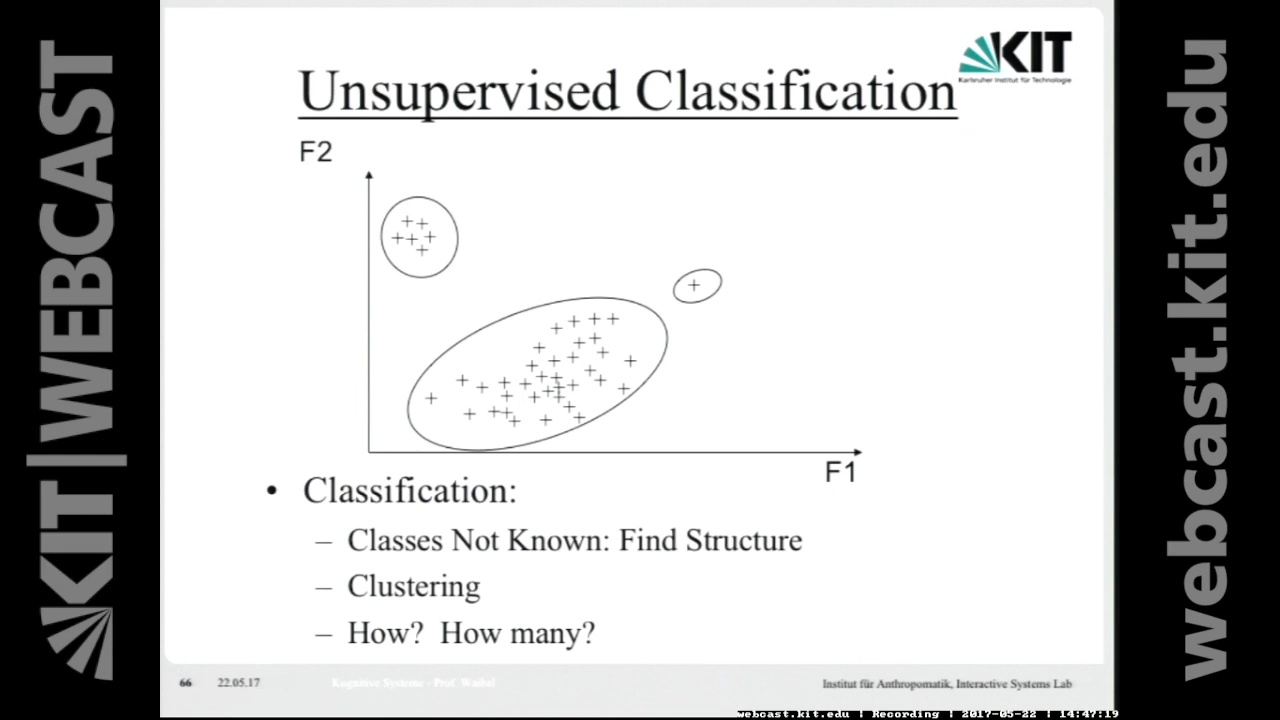 KIT | WEBCAST
Unsupervised Classification
KIT
Karlsruher Institut für Technologie
F2
F1
• Classification:
– Classes Not Known: Find Structure
– Clustering
– How? How many?
66 22.05.17 Kognitive Systeme - Prof. Waibel Institut für Anthropomatik, Interactive Systems Lab
webcast.kit.edu
webcast.kit.edu | Recording | 2017-05-22 | 14:47:19